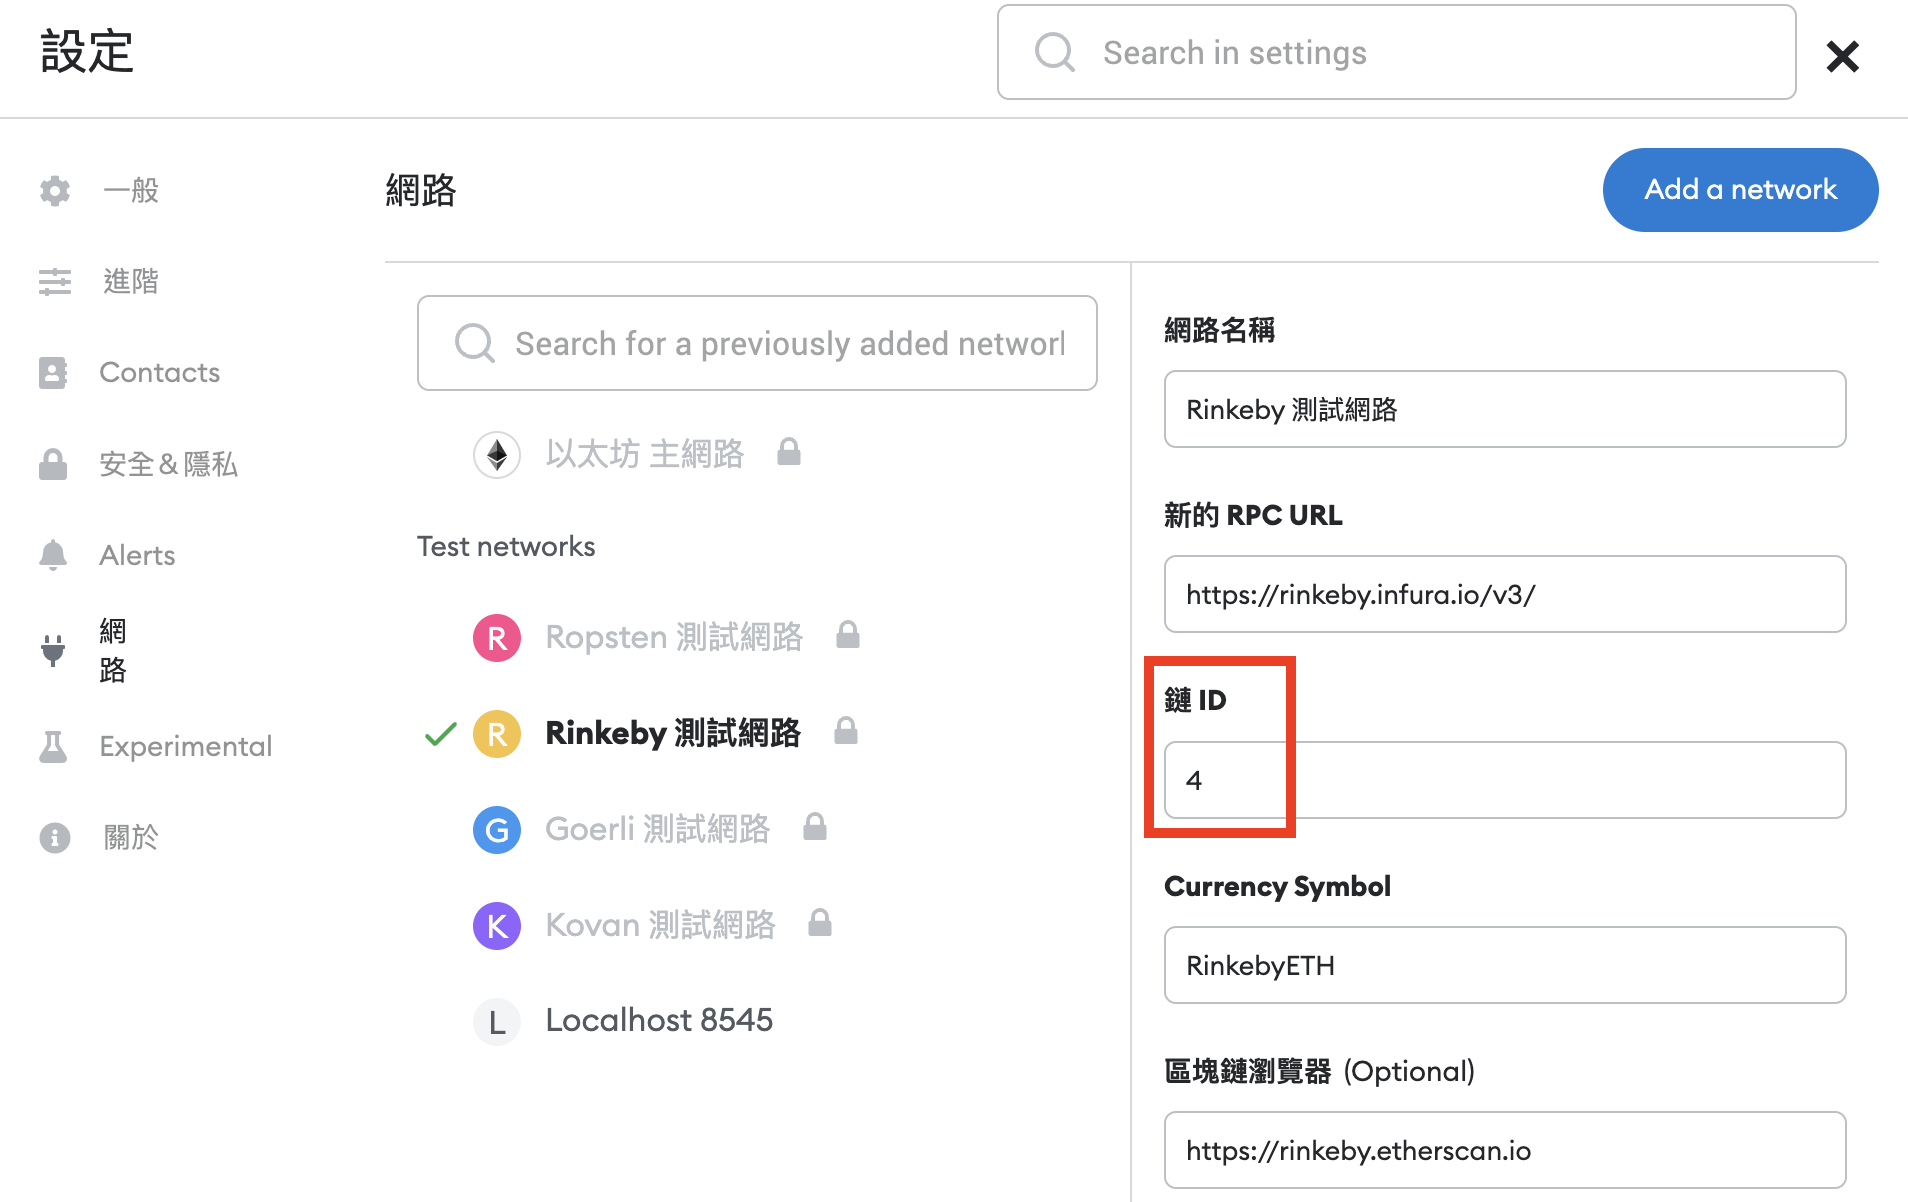 設定
Search in settings
一般
進階
Contacts
安全＆隱私
Alerts
網
路
Experimental
關於
網路
Add a network
Search for a previously added network
以太坊 主網路
Test networks
R
Ropsten 測試網路
R
Rinkeby 測試網路
G
Goerli 測試網路
K
Kovan 測試網路
L
Localhost 8545
網路名稱
Rinkeby 測試網路
新的 RPC URL
https://rinkeby.infura.io/v3/
鏈 ID
4
Currency Symbol
RinkebyETH
區塊鏈瀏覽器 (Optional)
https://rinkeby.etherscan.io